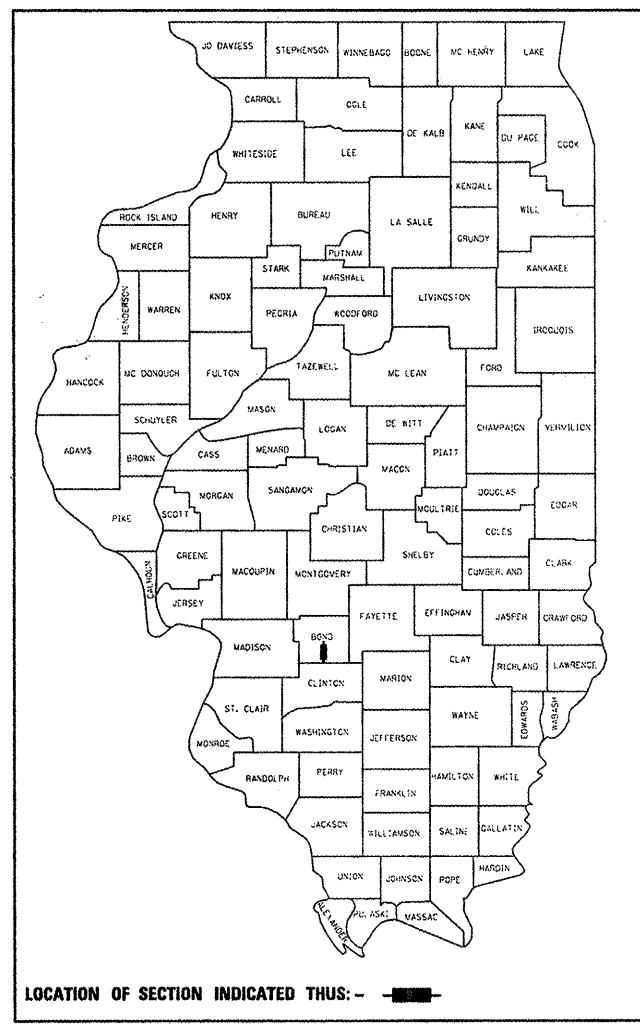 JO DAVIESS STEPHENSON WINNEBAGO BOONE MC HENRY LAKE
CARROLL OGLE DE KALB KANE DU PAGE COOK
WHITESIDE LEE
KENDALL WILL
ROCK ISLAND HENRY BUREAU LA SALLE
MERCER GRUNDY
PUTNAM
STARK MARSHALL KANKAKEE
HENDERSON WARREN KNOX PEORIA WOODFORD LIVINGSTON IROQUOIS
HANCOCK MC DONOUGH FULTON TAZEWELL MC LEAN FORD
MASON
SCHUYLER LOGAN DE WITT CHAMPAIGN VERMILION
ADAMS BROWN CASS MENARD MACON PIATT
MORGAN SANGAMON DOUGLAS EDGAR
PIKE SCOTT CHRISTIAN MOULTRIE
COLES
GREENE MACOUPIN MONTGOMERY SHELBY CUMBERLAND CLARK
CALHOUN JERSEY
FAYETTE EFFINGHAM JASPER CRAWFORD
MADISON BOND
CLINTON MARION CLAY RICHLAND LAWRENCE
ST. CLAIR WAYNE EDWARDS WABASH
MONROE WASHINGTON JEFFERSON
RANDOLPH PERRY HAMILTON WHITE
FRANKLIN
JACKSON WILLIAMSON SALINE GALLATIN
UNION JOHNSON POPE HARDIN
ALEXANDER PULASKI MASSAC
LOCATION OF SECTION INDICATED THUS: -